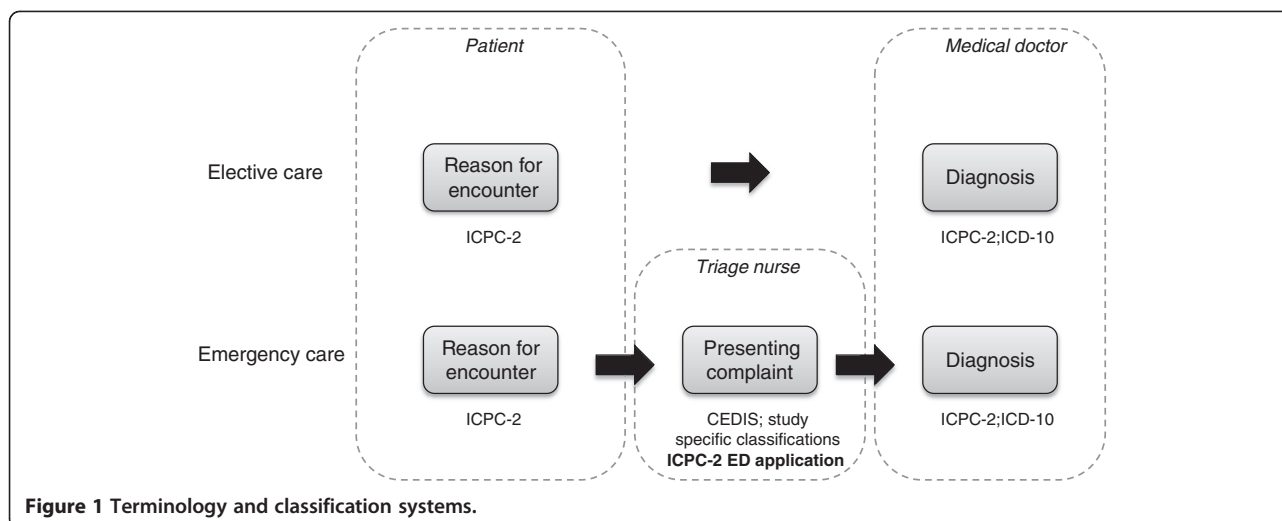 Patient
Medical doctor
Elective care
Reason for
encounter
Diagnosis
ICPC-2
ICPC-2;ICD-10
Triage nurse
Emergency care
Reason for
encounter
Presenting
complaint
Diagnosis
ICPC-2
CEDIS; study
specific classifications
ICPC-2 ED application
ICPC-2;ICD-10
Figure 1 Terminology and classification systems.